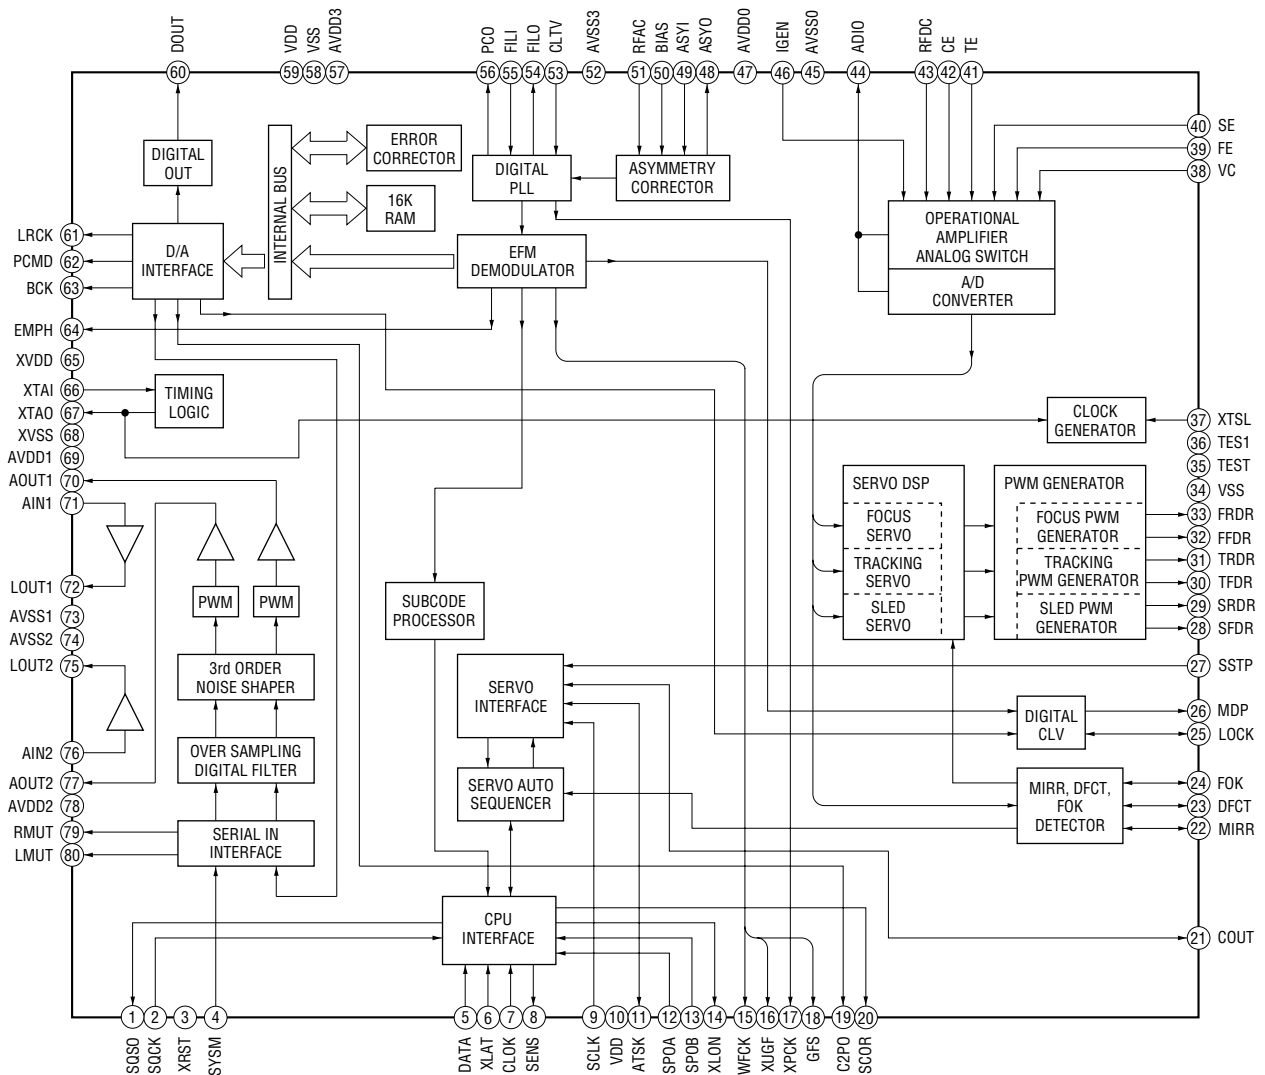 DOUT
VDD
VSS
AVDD3
PCO
FILI
FILO
CLTV
AVSS3
RFAC
BIAS
ASYI
ASYO
AVDD0
IGEN
AVSS0
ADIO
RFDC
CE
TE
60
59
58
57
56
55
54
53
52
51
50
49
48
47
46
45
44
43
42
41
40 SE
39 FE
38 VC
DIGITAL
OUT
INTERNAL BUS
ERROR
CORRECTOR
16K
RAM
DIGITAL
PLL
ASYMMETRY
CORRECTOR
OPERATIONAL
AMPLIFIER
ANALOG SWITCH
A/D
CONVERTER
LRCK 61
PCMD 62
BCK 63
D/A
INTERFACE
EFM
DEMODULATOR
EMPH 64
XVDD 65
XTAI 66
XTAO 67
XVSS 68
AVDD1 69
AOUT1 70
AIN1 71
TIMING
LOGIC
CLOCK
GENERATOR
37 XTSL
36 TES1
35 TEST
34 VSS
33 FRDR
32 FFDR
31 TRDR
30 TFDR
29 SRDR
28 SFDR
27 SSTP
26 MDP
25 LOCK
24 FOK
23 DFCT
22 MIRR
21 COUT
SERVO DSP
FOCUS
SERVO
TRACKING
SERVO
SLED
SERVO
PWM GENERATOR
FOCUS PWM
GENERATOR
TRACKING
PWM GENERATOR
SLED PWM
GENERATOR
LOUT1 72
AVSS1 73
AVSS2 74
LOUT2 75
AIN2 76
AOUT2 77
AVDD2 78
RMUT 79
LMUT 80
PWM
PWM
3rd ORDER
NOISE SHAPER
OVER SAMPLING
DIGITAL FILTER
SERIAL IN
INTERFACE
SUBCODE
PROCESSOR
SERVO
INTERFACE
SERVO AUTO
SEQUENCER
DIGITAL
CLV
MIRR, DFCT,
FOK
DETECTOR
CPU
INTERFACE
1
2
3
4
5
6
7
8
9
10
11
12
13
14
15
16
17
18
19
20
SQSO
SQCK
XRST
SYSM
DATA
XLAT
CLOK
SENS
SCLK
VDD
ATSK
SPOA
SPOB
XLON
WFCK
XUGF
XPCK
GFS
C2PO
SCOR